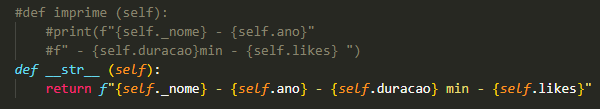 #def imprime (self):
#print(f"{self._nome} - {self.ano}"
#f" - {self.duracao}min - {self.likes} ")
def __str__ (self):
return f"{self._nome} - {self.ano} - {self.duracao} min - {self.likes}"